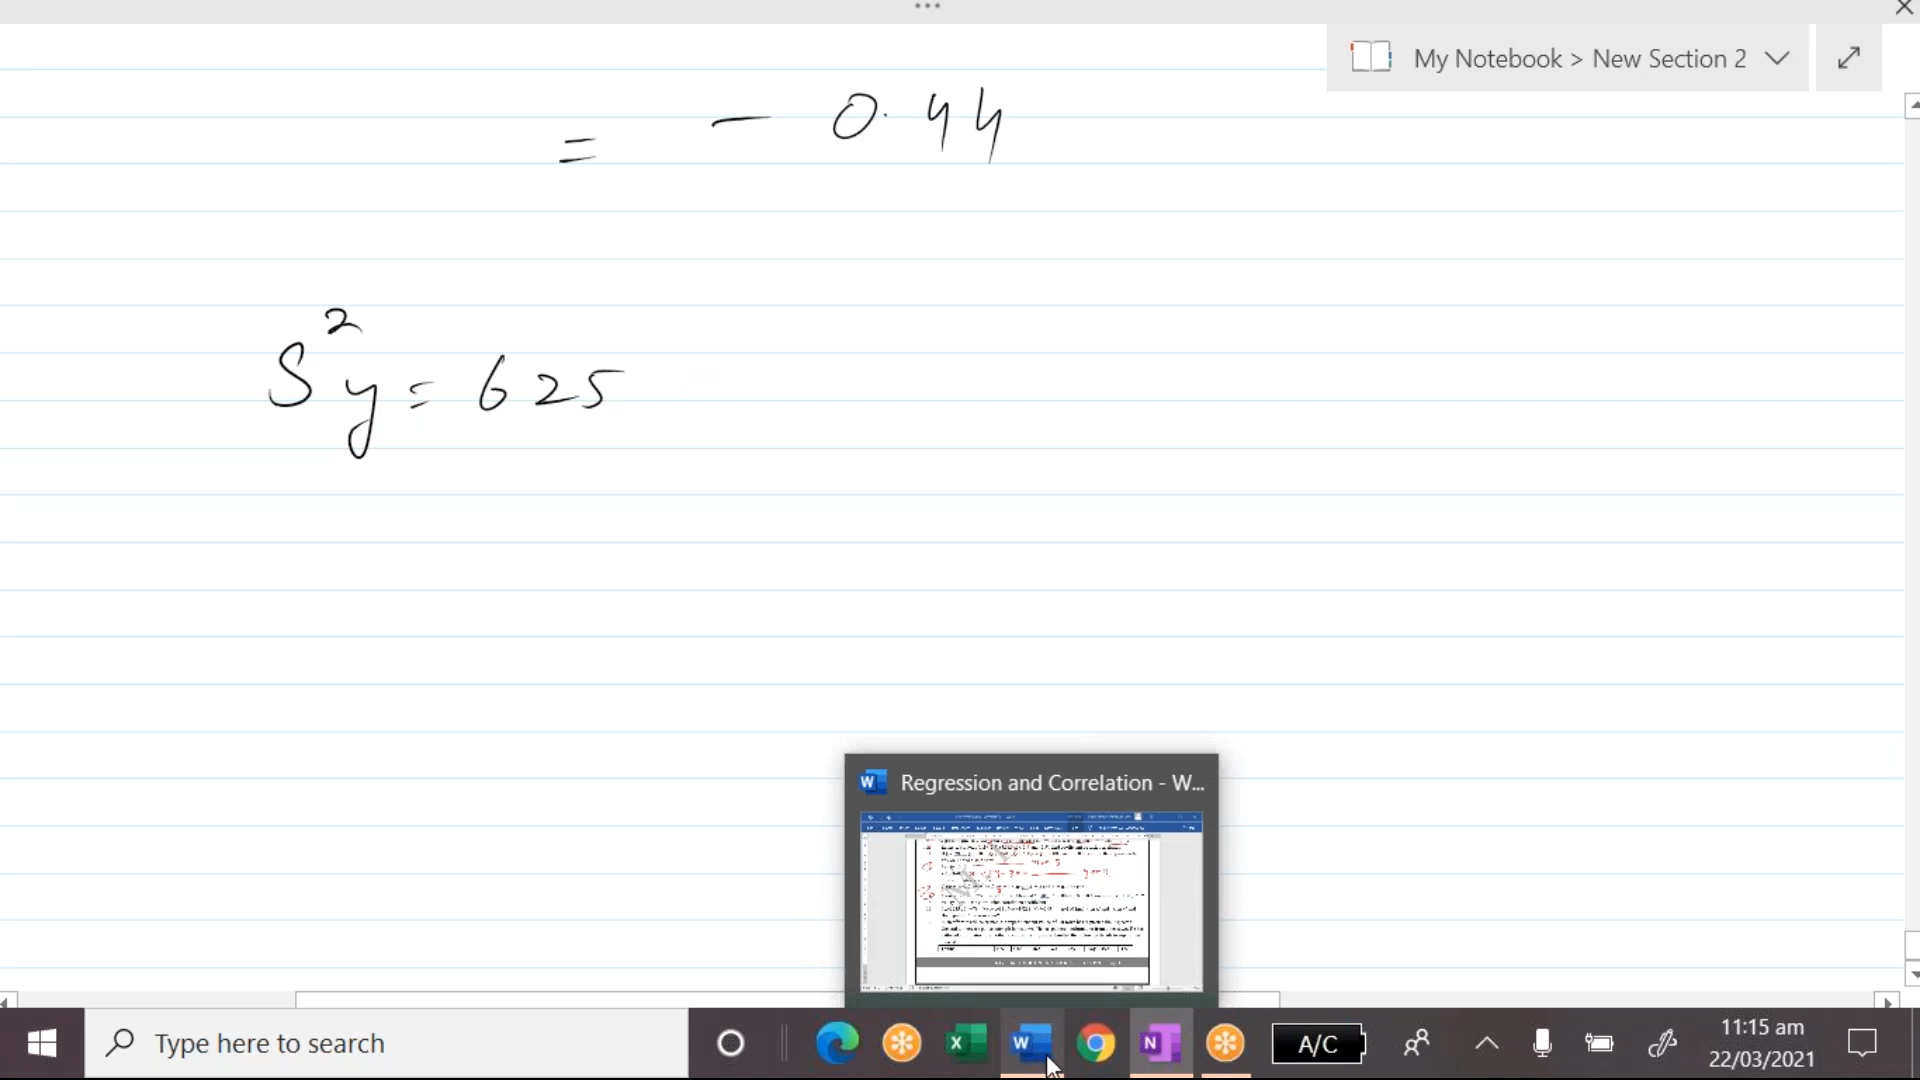 My Notebook > New Section 2
= - 0.44
S²y = 625
Regression and Correlation - W...
Type here to search
A/C
11:15 am
22/03/2021